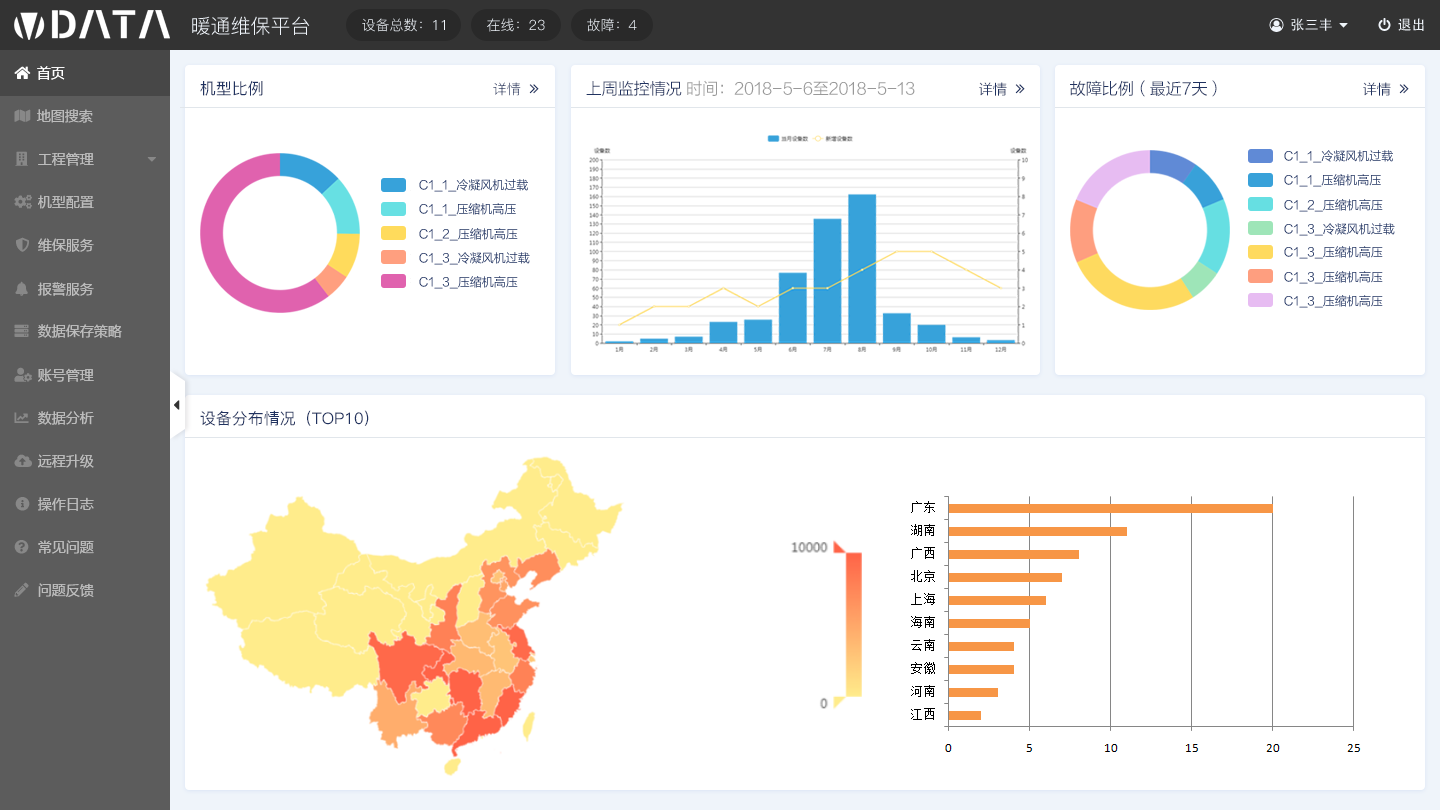 WDATA 暖通维保平台 设备总数：11 在线：23 故障：4 张三丰 退出
首页
地图搜索
工程管理
机型配置
维保服务
报警服务
数据保存策略
账号管理
数据分析
远程升级
操作日志
常见问题
问题反馈
机型比例 详情
C1_1_冷凝风机过载
C1_1_压缩机高压
C1_2_压缩机高压
C1_3_冷凝风机过载
C1_3_压缩机高压
上周监控情况 时间：2018-5-6至2018-5-13 详情
当月设备数 新增设备数
设备数 设备数
200 10
190
180 9
170
160 8
150
140 7
130
120 6
110
100 5
90
80 4
70
60 3
50
40 2
30
20 1
10
0 0
1月 2月 3月 4月 5月 6月 7月 8月 9月 10月 11月 12月
故障比例（最近7天） 详情
C1_1_冷凝风机过载
C1_1_压缩机高压
C1_2_压缩机高压
C1_3_冷凝风机过载
C1_3_压缩机高压
C1_3_压缩机高压
C1_3_压缩机高压
设备分布情况（TOP10）
10000
0
广东
湖南
广西
北京
上海
海南
云南
安徽
河南
江西
0 5 10 15 20 25